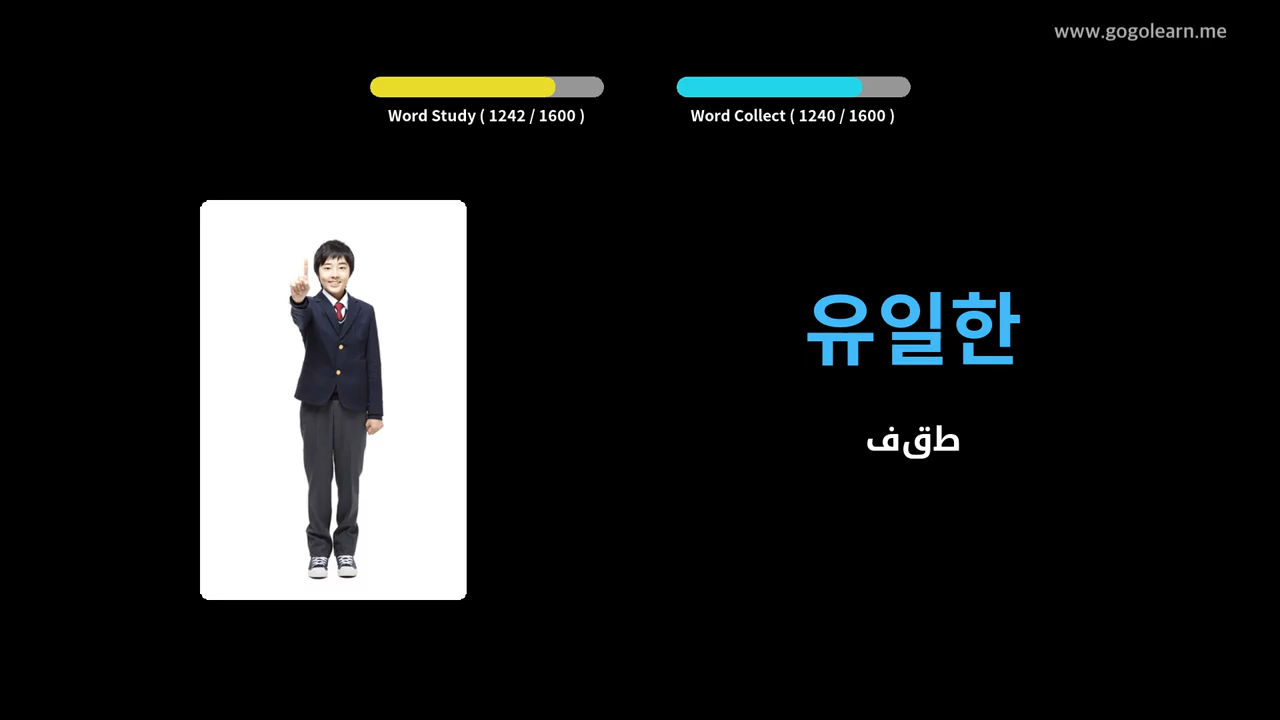 www.gogolearn.me
Word Study ( 1242 / 1600 )
Word Collect ( 1240 / 1600 )
유일한
طقف